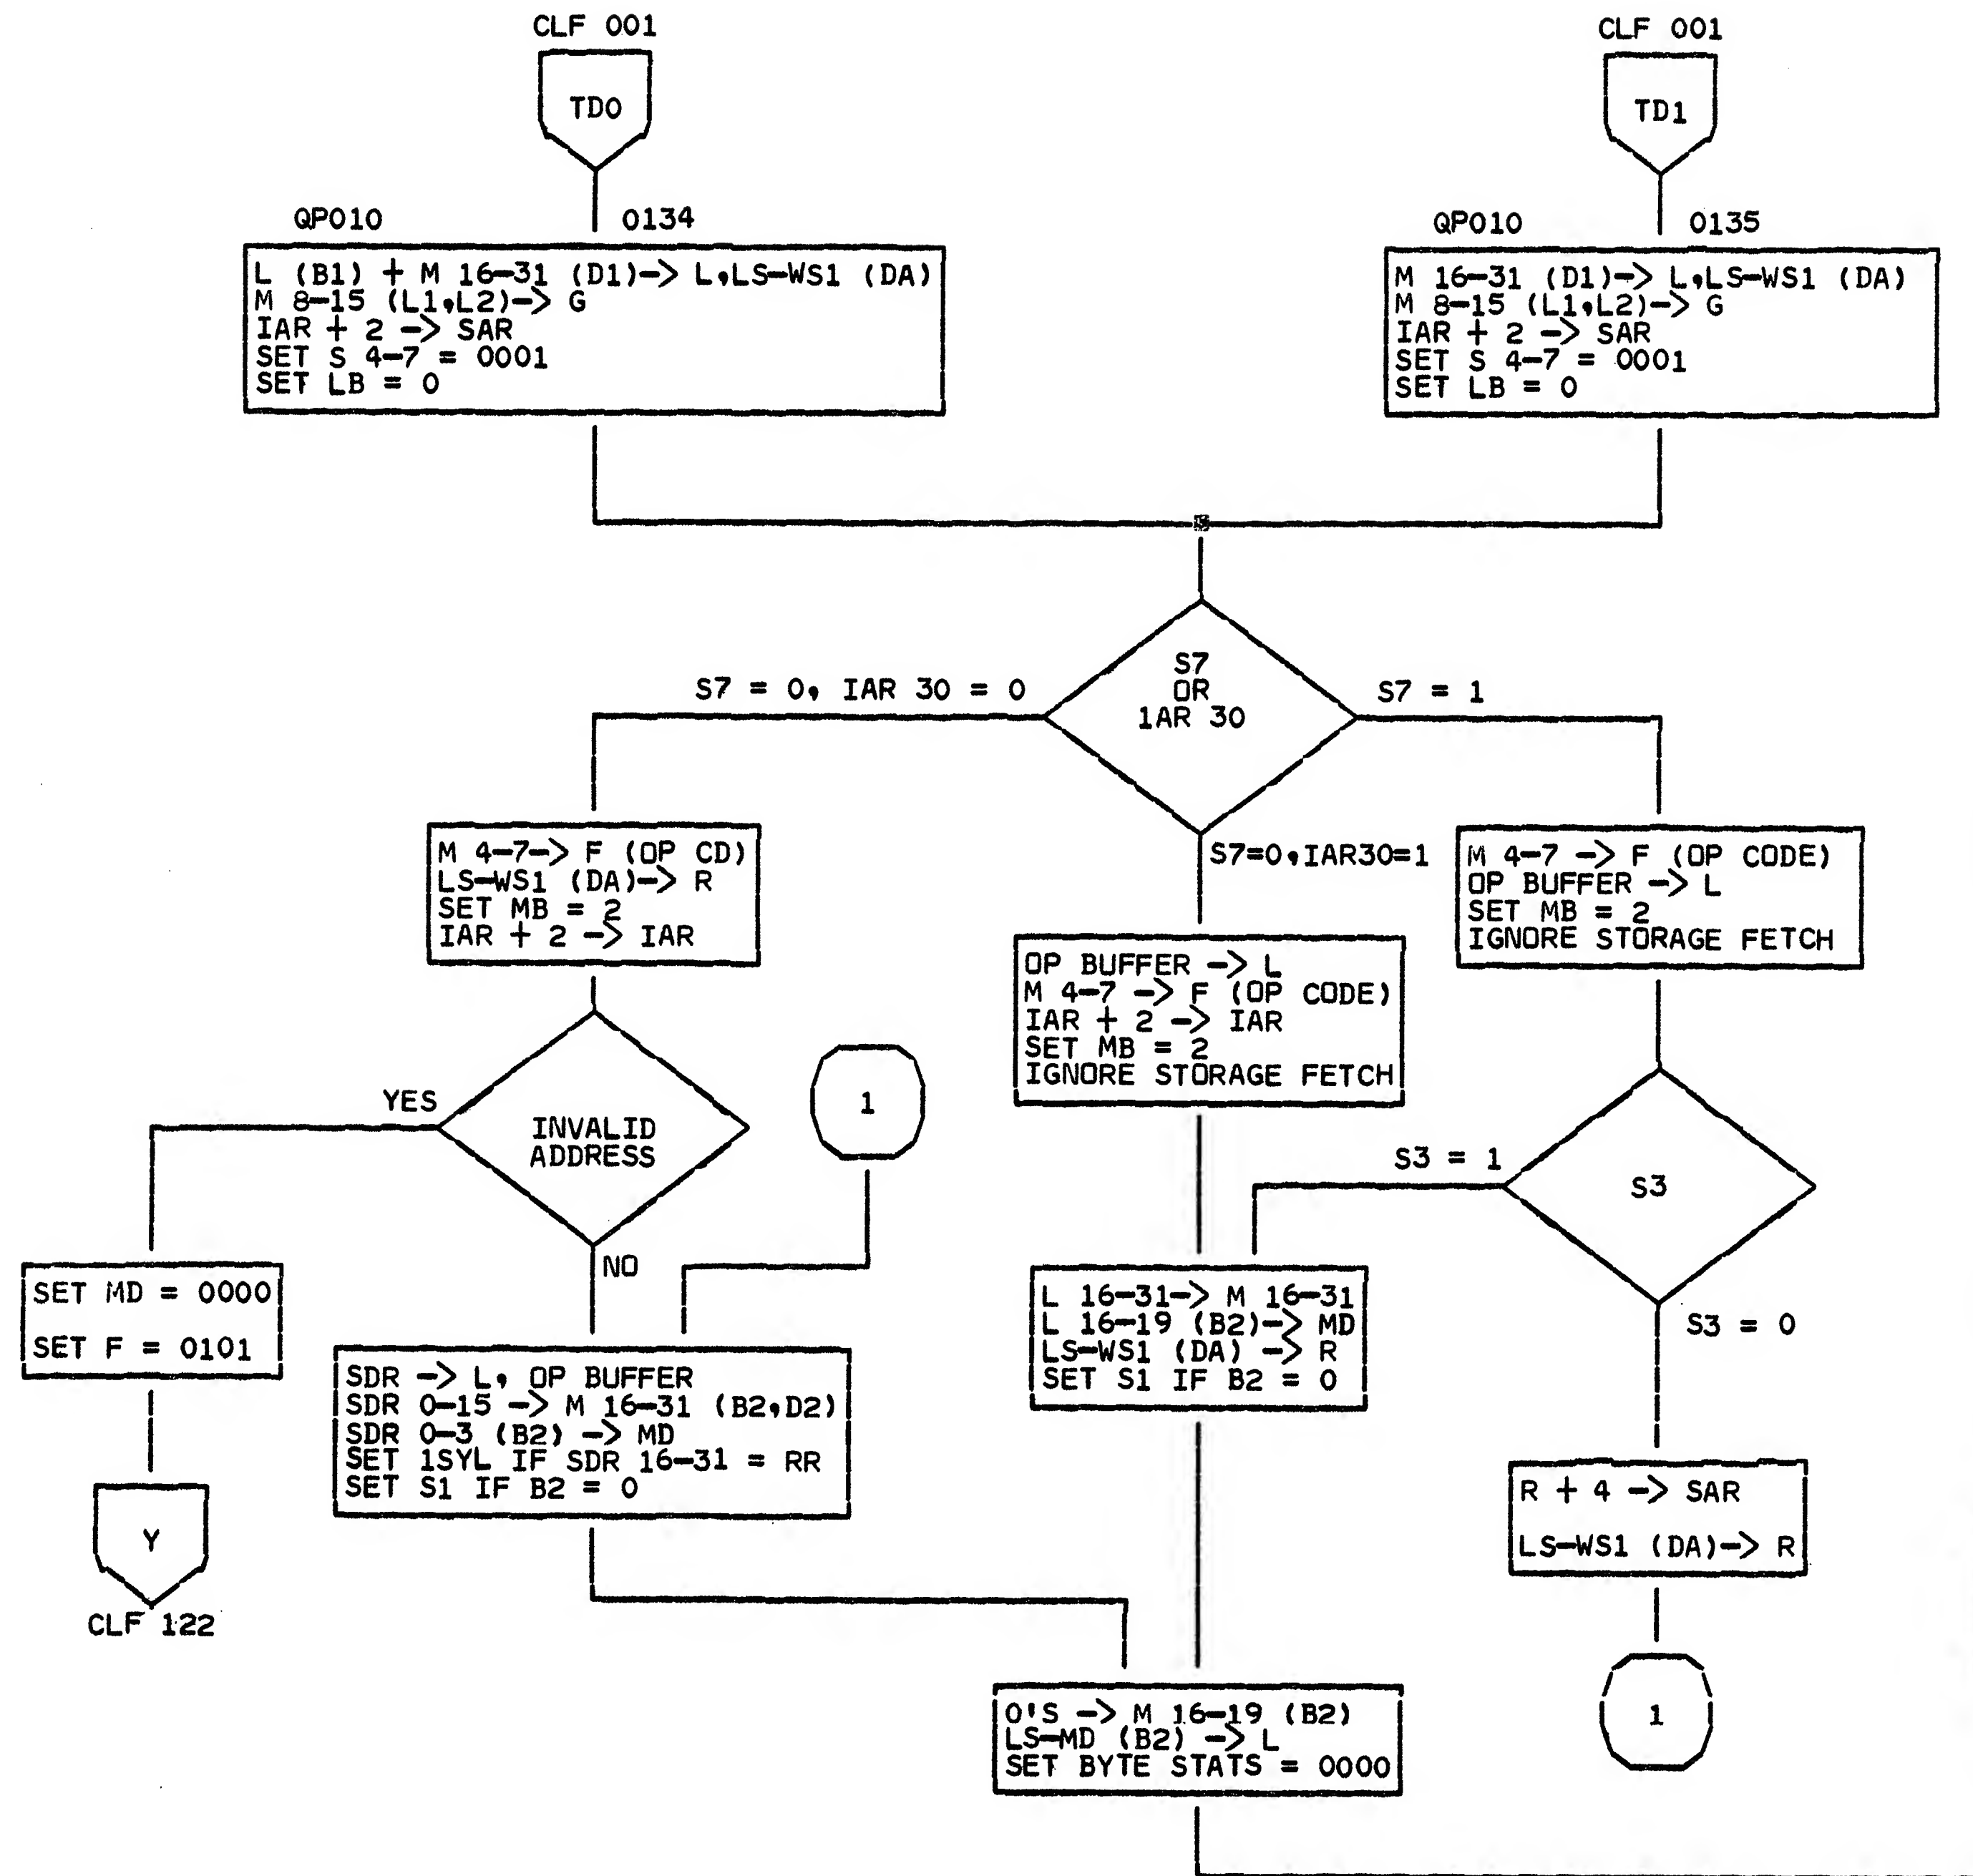 CLF 001
TD0
QP010 0134
L (B1) + M 16-31 (D1)-> L,LS-WS1 (DA)
M 8-15 (L1,L2)-> G
IAR + 2 -> SAR
SET S 4-7 = 0001
SET LB = 0
CLF 001
TD1
QP010 0135
M 16-31 (D1)-> L,LS-WS1 (DA)
M 8-15 (L1,L2)-> G
IAR + 2 -> SAR
SET S 4-7 = 0001
SET LB = 0
S7
OR
1AR 30
S7 = 0, IAR 30 = 0
S7 = 1
S7=0,IAR30=1
M 4-7-> F (OP CD)
LS-WS1 (DA)-> R
SET MB = 2
IAR + 2 -> IAR
OP BUFFER -> L
M 4-7 -> F (OP CODE)
IAR + 2 -> IAR
SET MB = 2
IGNORE STORAGE FETCH
M 4-7 -> F (OP CODE)
OP BUFFER -> L
SET MB = 2
IGNORE STORAGE FETCH
YES
INVALID
ADDRESS
NO
1
S3 = 1
S3
S3 = 0
SET MD = 0000
SET F = 0101
Y
CLF 122
SDR -> L, OP BUFFER
SDR 0-15 -> M 16-31 (B2,D2)
SDR 0-3 (B2) -> MD
SET 1SYL IF SDR 16-31 = RR
SET S1 IF B2 = 0
L 16-31-> M 16-31
L 16-19 (B2)-> MD
LS-WS1 (DA) -> R
SET S1 IF B2 = 0
R + 4 -> SAR
LS-WS1 (DA)-> R
1
0'S -> M 16-19 (B2)
LS-MD (B2) -> L
SET BYTE STATS = 0000